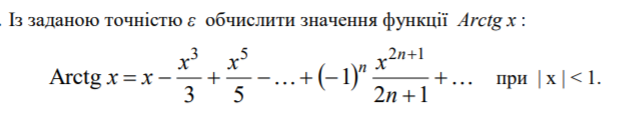 . Із заданою точністю ε обчислити значення функції Arctg x :
Arctg x = x − x³/3 + x⁵/5 − … + (−1)ⁿ x²ⁿ⁺¹/(2n + 1) + … при | x | < 1.